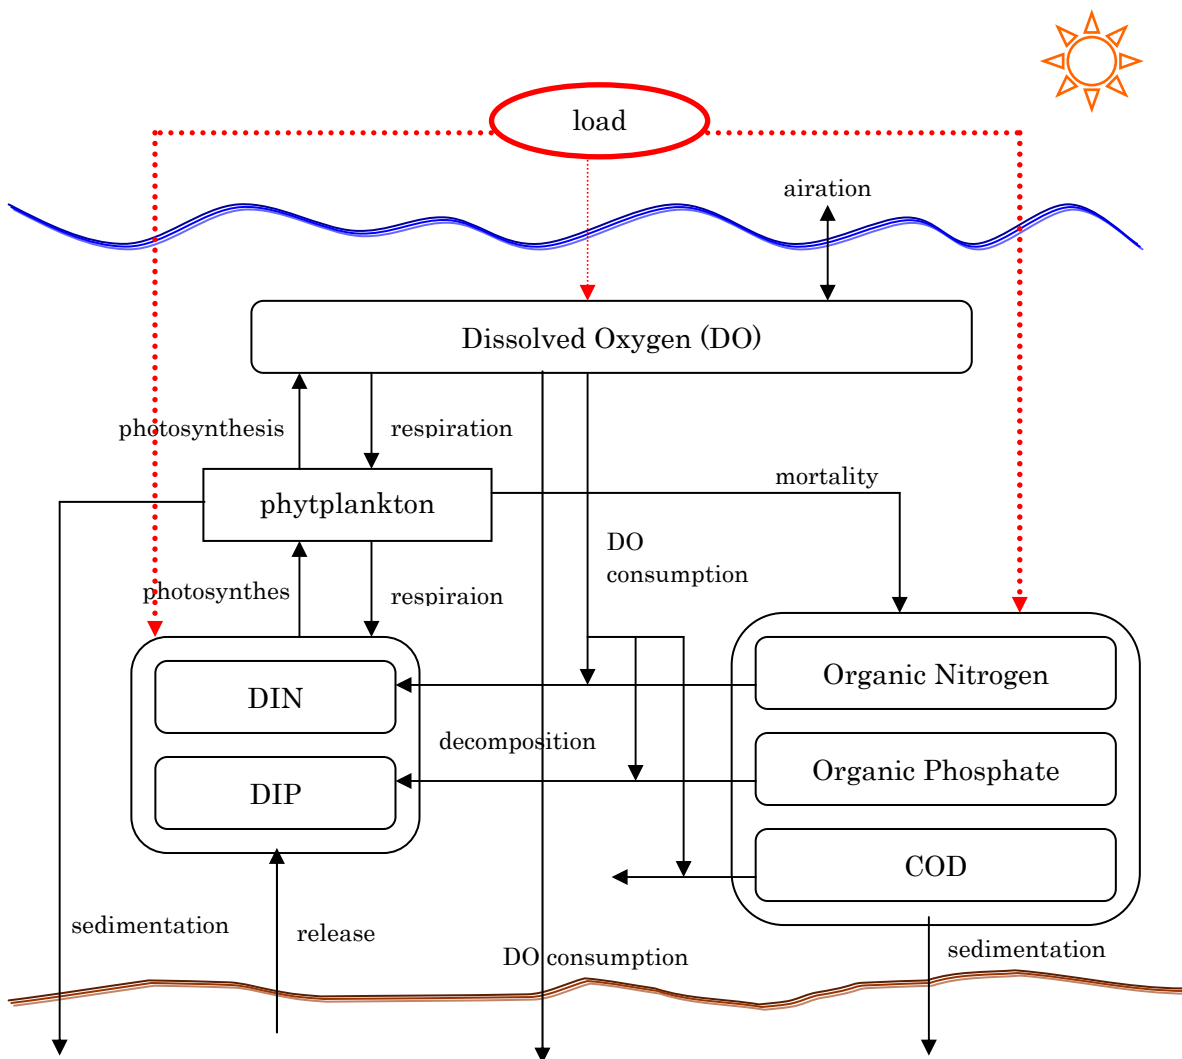 load
airation
Dissolved Oxygen (DO)
photosynthesis
respiration
mortality
phytplankton
DO
consumption
photosynthes
respiraion
Organic Nitrogen
DIN
decomposition
Organic Phosphate
DIP
COD
sedimentation
release
DO consumption
sedimentation